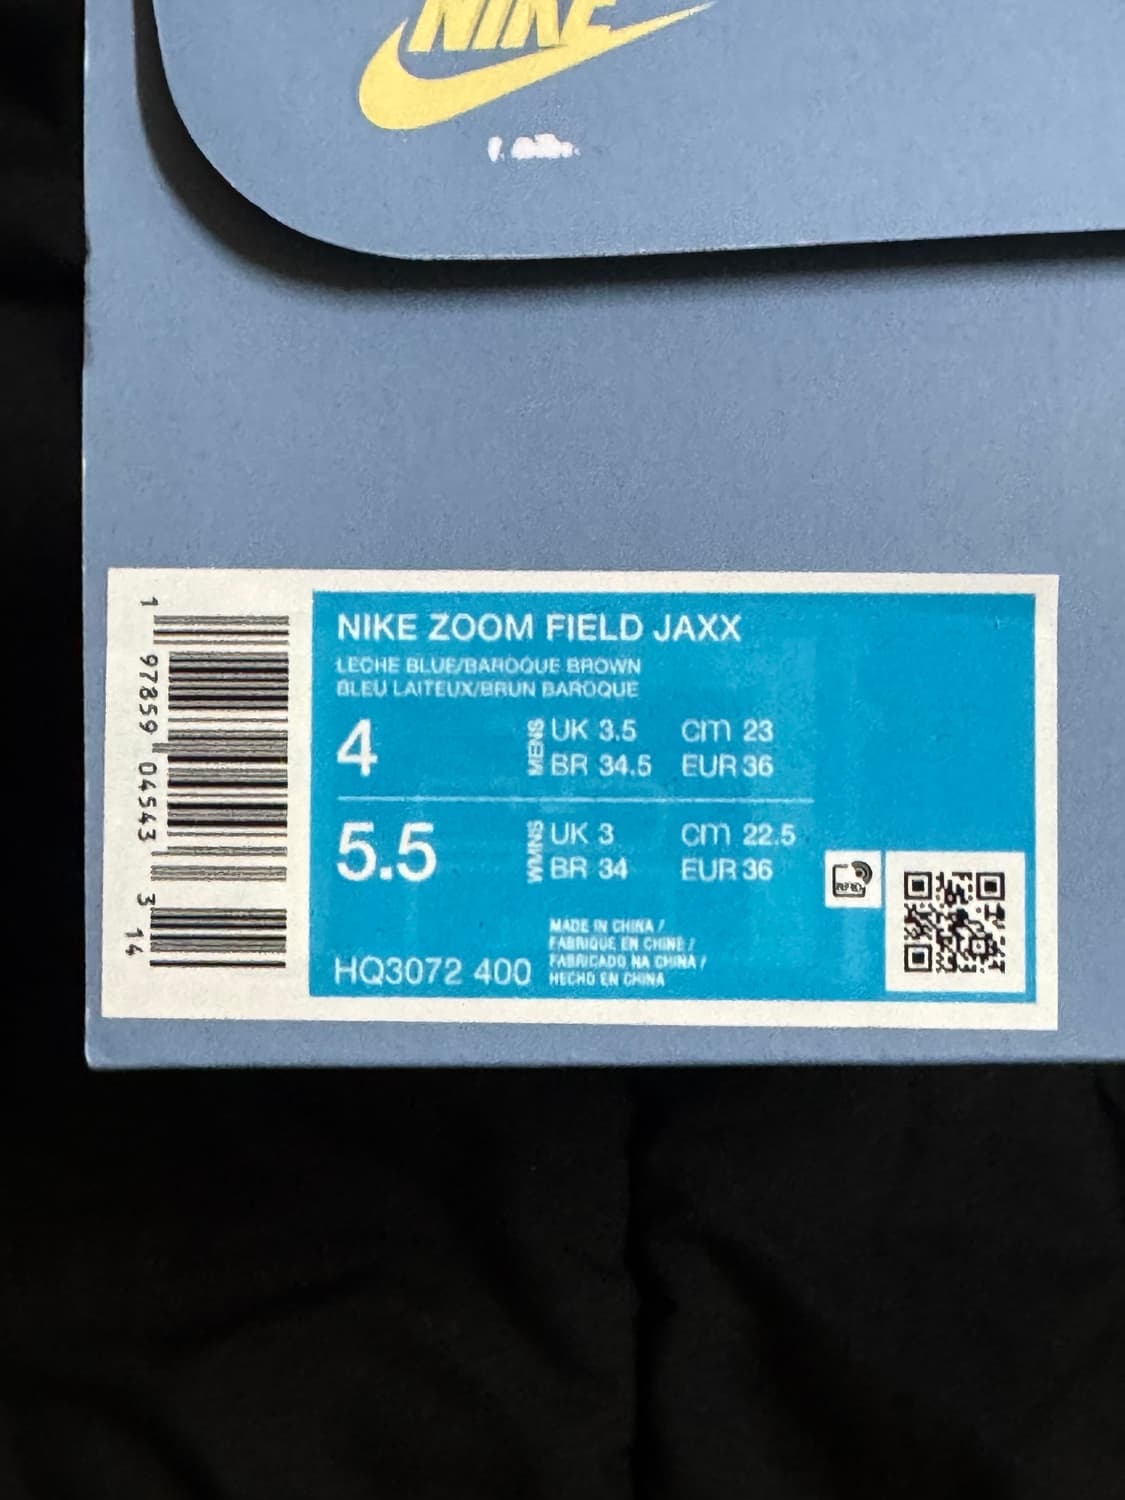 NIKE
NIKE ZOOM FIELD JAXX
LECHE BLUE/BAROQUE BROWN
BLEU LAITEUX/BRUN BAROQUE
4 MENS UK 3.5 cm 23
BR 34.5 EUR 36
5.5 WMNS UK 3 cm 22.5
BR 34 EUR 36
HQ3072 400
MADE IN CHINA /
FABRIQUÉ EN CHINE /
FABRICADO NA CHINA /
HECHO EN CHINA
RFID
1 97859 04543 3 14